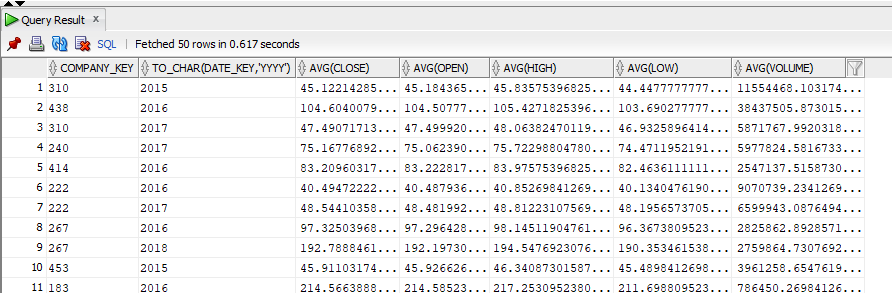 Query Result x
SQL | Fetched 50 rows in 0.617 seconds
COMPANY_KEY TO_CHAR(DATE_KEY,'YYYY') AVG(CLOSE) AVG(OPEN) AVG(HIGH) AVG(LOW) AVG(VOLUME)
1 310 2015 45.12214285... 45.184365... 45.83575396825... 44.4477777777... 11554468.103174...
2 438 2016 104.6040079... 104.50777... 105.4271825396... 103.690277777... 38437505.873015...
3 310 2017 47.49071713... 47.499920... 48.06382470119... 46.9325896414... 5871767.9920318...
4 240 2017 75.16776892... 75.062390... 75.72298804780... 74.4711952191... 5977824.5816733...
5 414 2016 83.20960317... 83.222817... 83.97575396825... 82.4636111111... 2547137.5158730...
6 222 2016 40.49472222... 40.487936... 40.85269841269... 40.1340476190... 9070739.2341269...
7 222 2017 48.54410358... 48.481992... 48.81223107569... 48.1956573705... 6599943.0876494...
8 267 2016 97.32503968... 97.296428... 98.14511904761... 96.3673809523... 2825862.8928571...
9 267 2018 192.7888461... 192.19730... 194.5476923076... 190.353461538... 2759864.7307692...
10 453 2015 45.91103174... 45.926626... 46.34087301587... 45.4898412698... 3961258.6547619...
11 183 2016 214.5663888... 214.58523... 217.2530952380... 211.698809523... 786450.26984126...